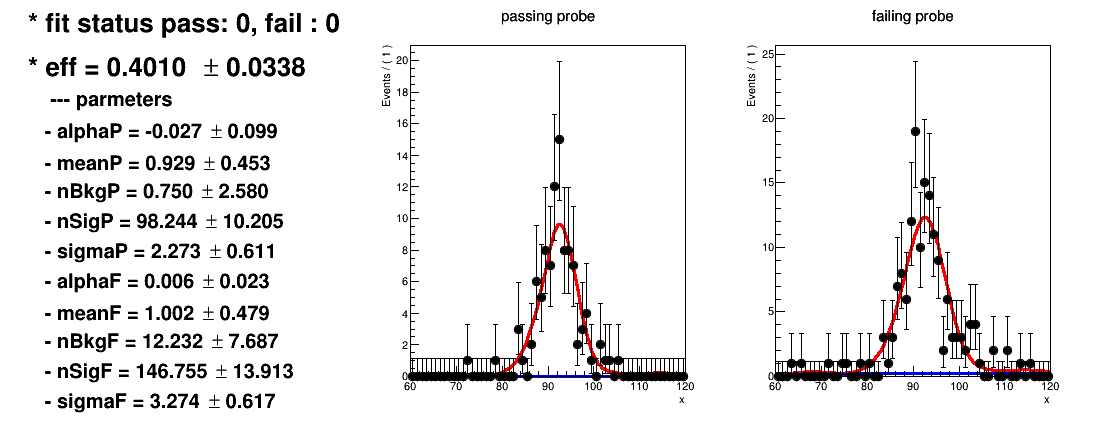 * fit status pass: 0, fail : 0
* eff = 0.4010 ± 0.0338
--- parmeters
- alphaP = -0.027 ± 0.099
- meanP = 0.929 ± 0.453
- nBkgP = 0.750 ± 2.580
- nSigP = 98.244 ± 10.205
- sigmaP = 2.273 ± 0.611
- alphaF = 0.006 ± 0.023
- meanF = 1.002 ± 0.479
- nBkgF = 12.232 ± 7.687
- nSigF = 146.755 ± 13.913
- sigmaF = 3.274 ± 0.617
passing probe
Events / ( 1 )
20
18
16
14
12
10
8
6
4
2
0
60 70 80 90 100 110 120
x
failing probe
Events / ( 1 )
25
20
15
10
5
0
60 70 80 90 100 110 120
x